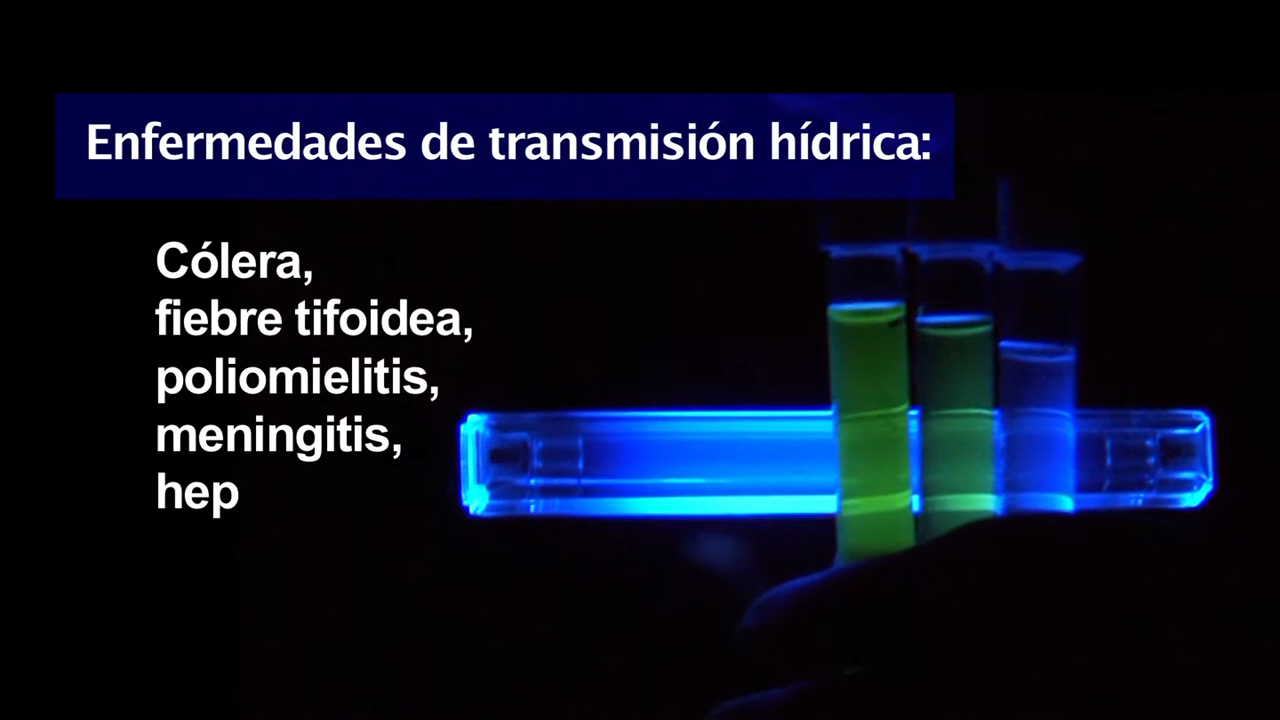 Enfermedades de transmisión hídrica:
Cólera,
fiebre tifoidea,
poliomielitis,
meningitis,
hep